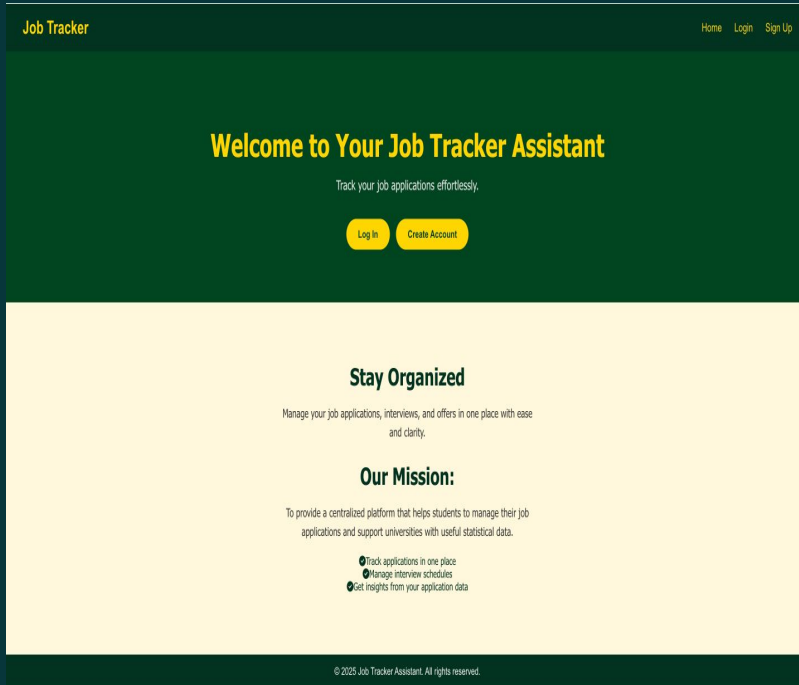 Job Tracker
Home Login Sign Up
Welcome to Your Job Tracker Assistant
Track your job applications effortlessly.
Log In Create Account
Stay Organized
Manage your job applications, interviews, and offers in one place with ease
and clarity.
Our Mission:
To provide a centralized platform that helps students to manage their job
applications and support universities with useful statistical data.
Track applications in one place
Manage interview schedules
Get insights from your application data
© 2025 Job Tracker Assistant. All rights reserved.